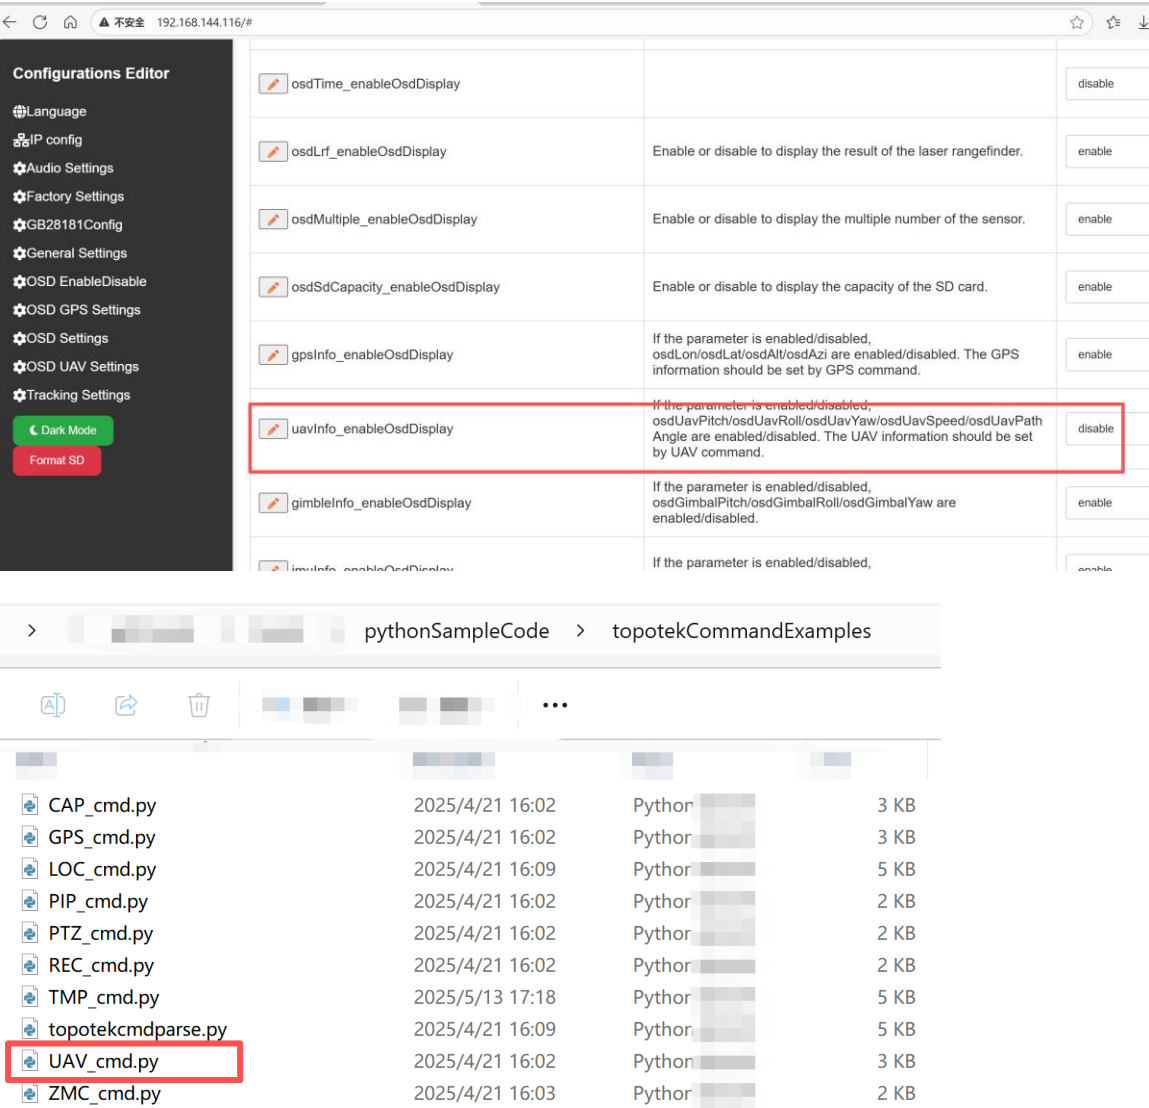 不安全 192.168.144.116/#
Configurations Editor
Language
IP config
Audio Settings
Factory Settings
GB28181Config
General Settings
OSD EnableDisable
OSD GPS Settings
OSD Settings
OSD UAV Settings
Tracking Settings
Dark Mode
Format SD
osdTime_enableOsdDisplay
disable
osdLrf_enableOsdDisplay
Enable or disable to display the result of the laser rangefinder.
enable
osdMultiple_enableOsdDisplay
Enable or disable to display the multiple number of the sensor.
enable
osdSdCapacity_enableOsdDisplay
Enable or disable to display the capacity of the SD card.
enable
gpsInfo_enableOsdDisplay
If the parameter is enabled/disabled,
osdLon/osdLat/osdAlt/osdAzi are enabled/disabled. The GPS
information should be set by GPS command.
enable
uavInfo_enableOsdDisplay
If the parameter is enabled/disabled,
osdUavPitch/osdUavRoll/osdUavYaw/osdUavSpeed/osdUavPath
Angle are enabled/disabled. The UAV information should be set
by UAV command.
disable
gimbleInfo_enableOsdDisplay
If the parameter is enabled/disabled,
osdGimbalPitch/osdGimbalRoll/osdGimbalYaw are
enabled/disabled.
enable
imuInfo_enableOsdDisplay
If the parameter is enabled/disabled,
enable
pythonSampleCode > topotekCommandExamples
CAP_cmd.py 2025/4/21 16:02 Python 3 KB
GPS_cmd.py 2025/4/21 16:02 Python 3 KB
LOC_cmd.py 2025/4/21 16:09 Python 5 KB
PIP_cmd.py 2025/4/21 16:02 Python 2 KB
PTZ_cmd.py 2025/4/21 16:02 Python 2 KB
REC_cmd.py 2025/4/21 16:02 Python 2 KB
TMP_cmd.py 2025/5/13 17:18 Python 5 KB
topotekcmdparse.py 2025/4/21 16:09 Python 5 KB
UAV_cmd.py 2025/4/21 16:02 Python 3 KB
ZMC_cmd.py 2025/4/21 16:03 Python 2 KB